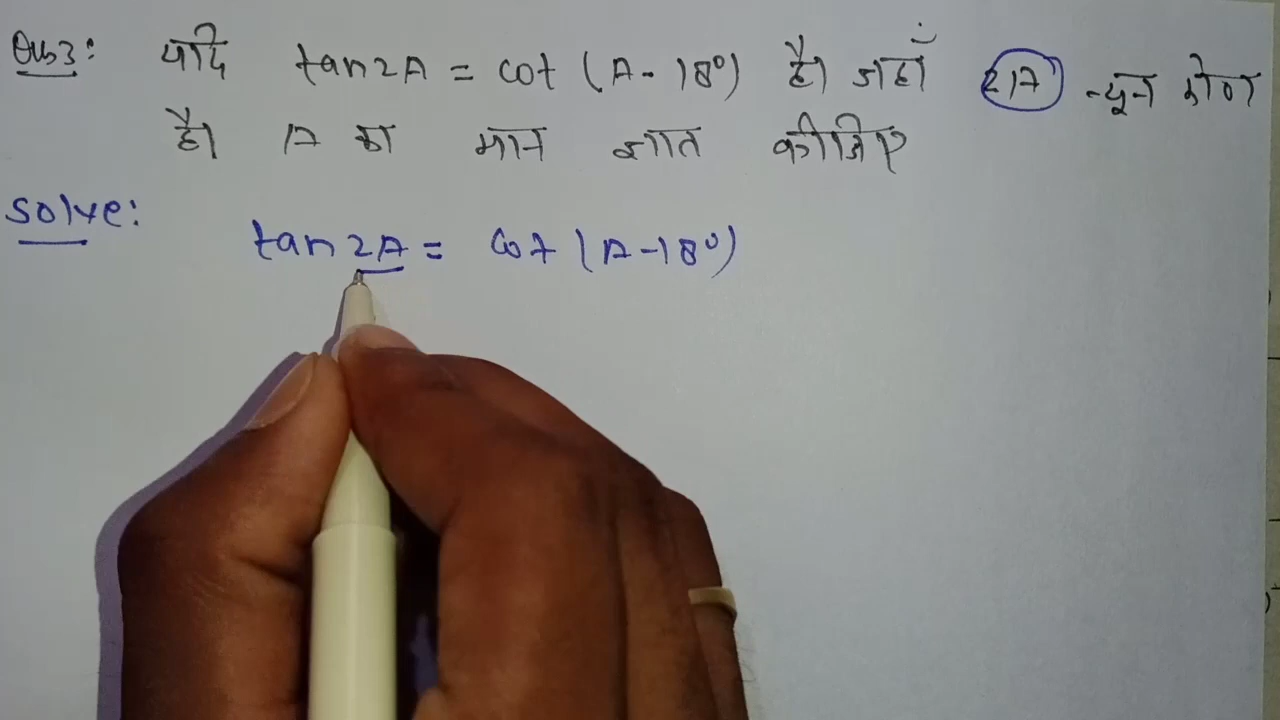 Qus3: यदि tan2A = cot (A - 18°) है। जहाँ 2A न्यून कोण
है। A का मान ज्ञात कीजिए
Solve:
tan 2A = cot (A-18°)